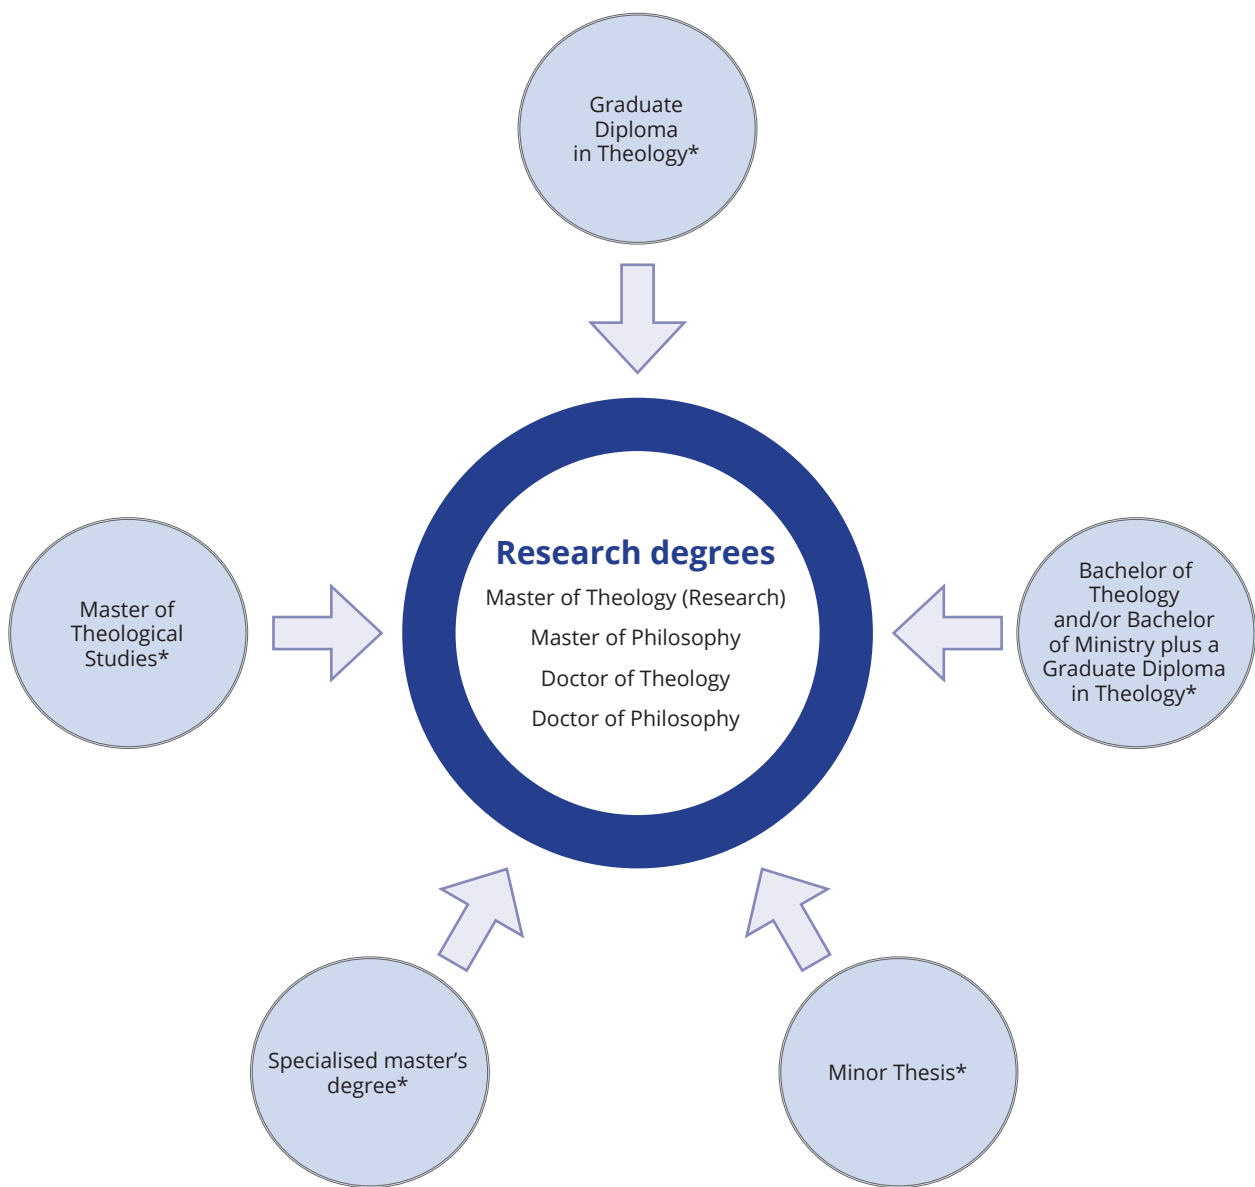 Graduate
Diploma
in Theology*
Research degrees
Master of Theology (Research)
Master of Philosophy
Doctor of Theology
Doctor of Philosophy
Master of
Theological
Studies*
Bachelor of
Theology
and/or Bachelor
of Ministry plus a
Graduate Diploma
in Theology*
Specialised master’s
degree*
Minor Thesis*